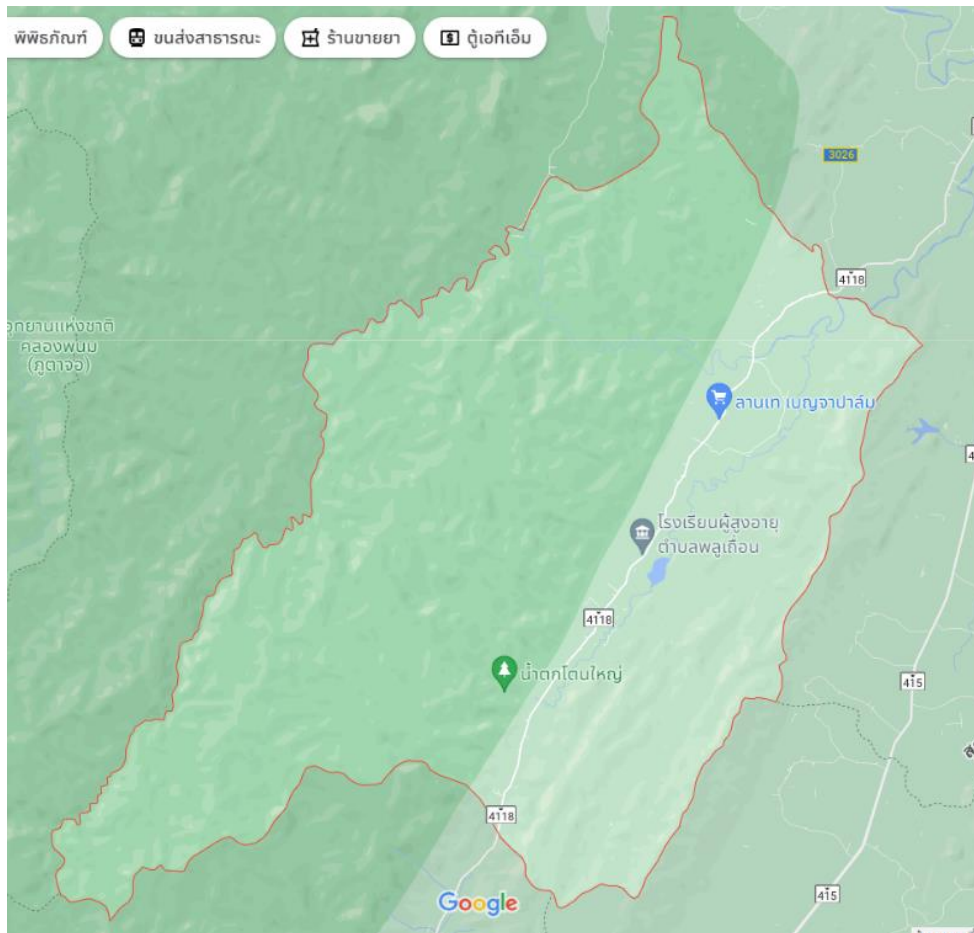 พิพิธภัณฑ์
ขนส่งสาธารณะ
ร้านขายยา
ตู้เอทีเอ็ม
3026
4118
อุทยานแห่งชาติ
คลองพนม
(ภูตาจอ)
ลานเท เบญจาปาล์ม
โรงเรียนผู้สูงอายุ
ตำบลพลูเถื่อน
4118
น้ำตกโตนใหญ่
415
4118
415
Google